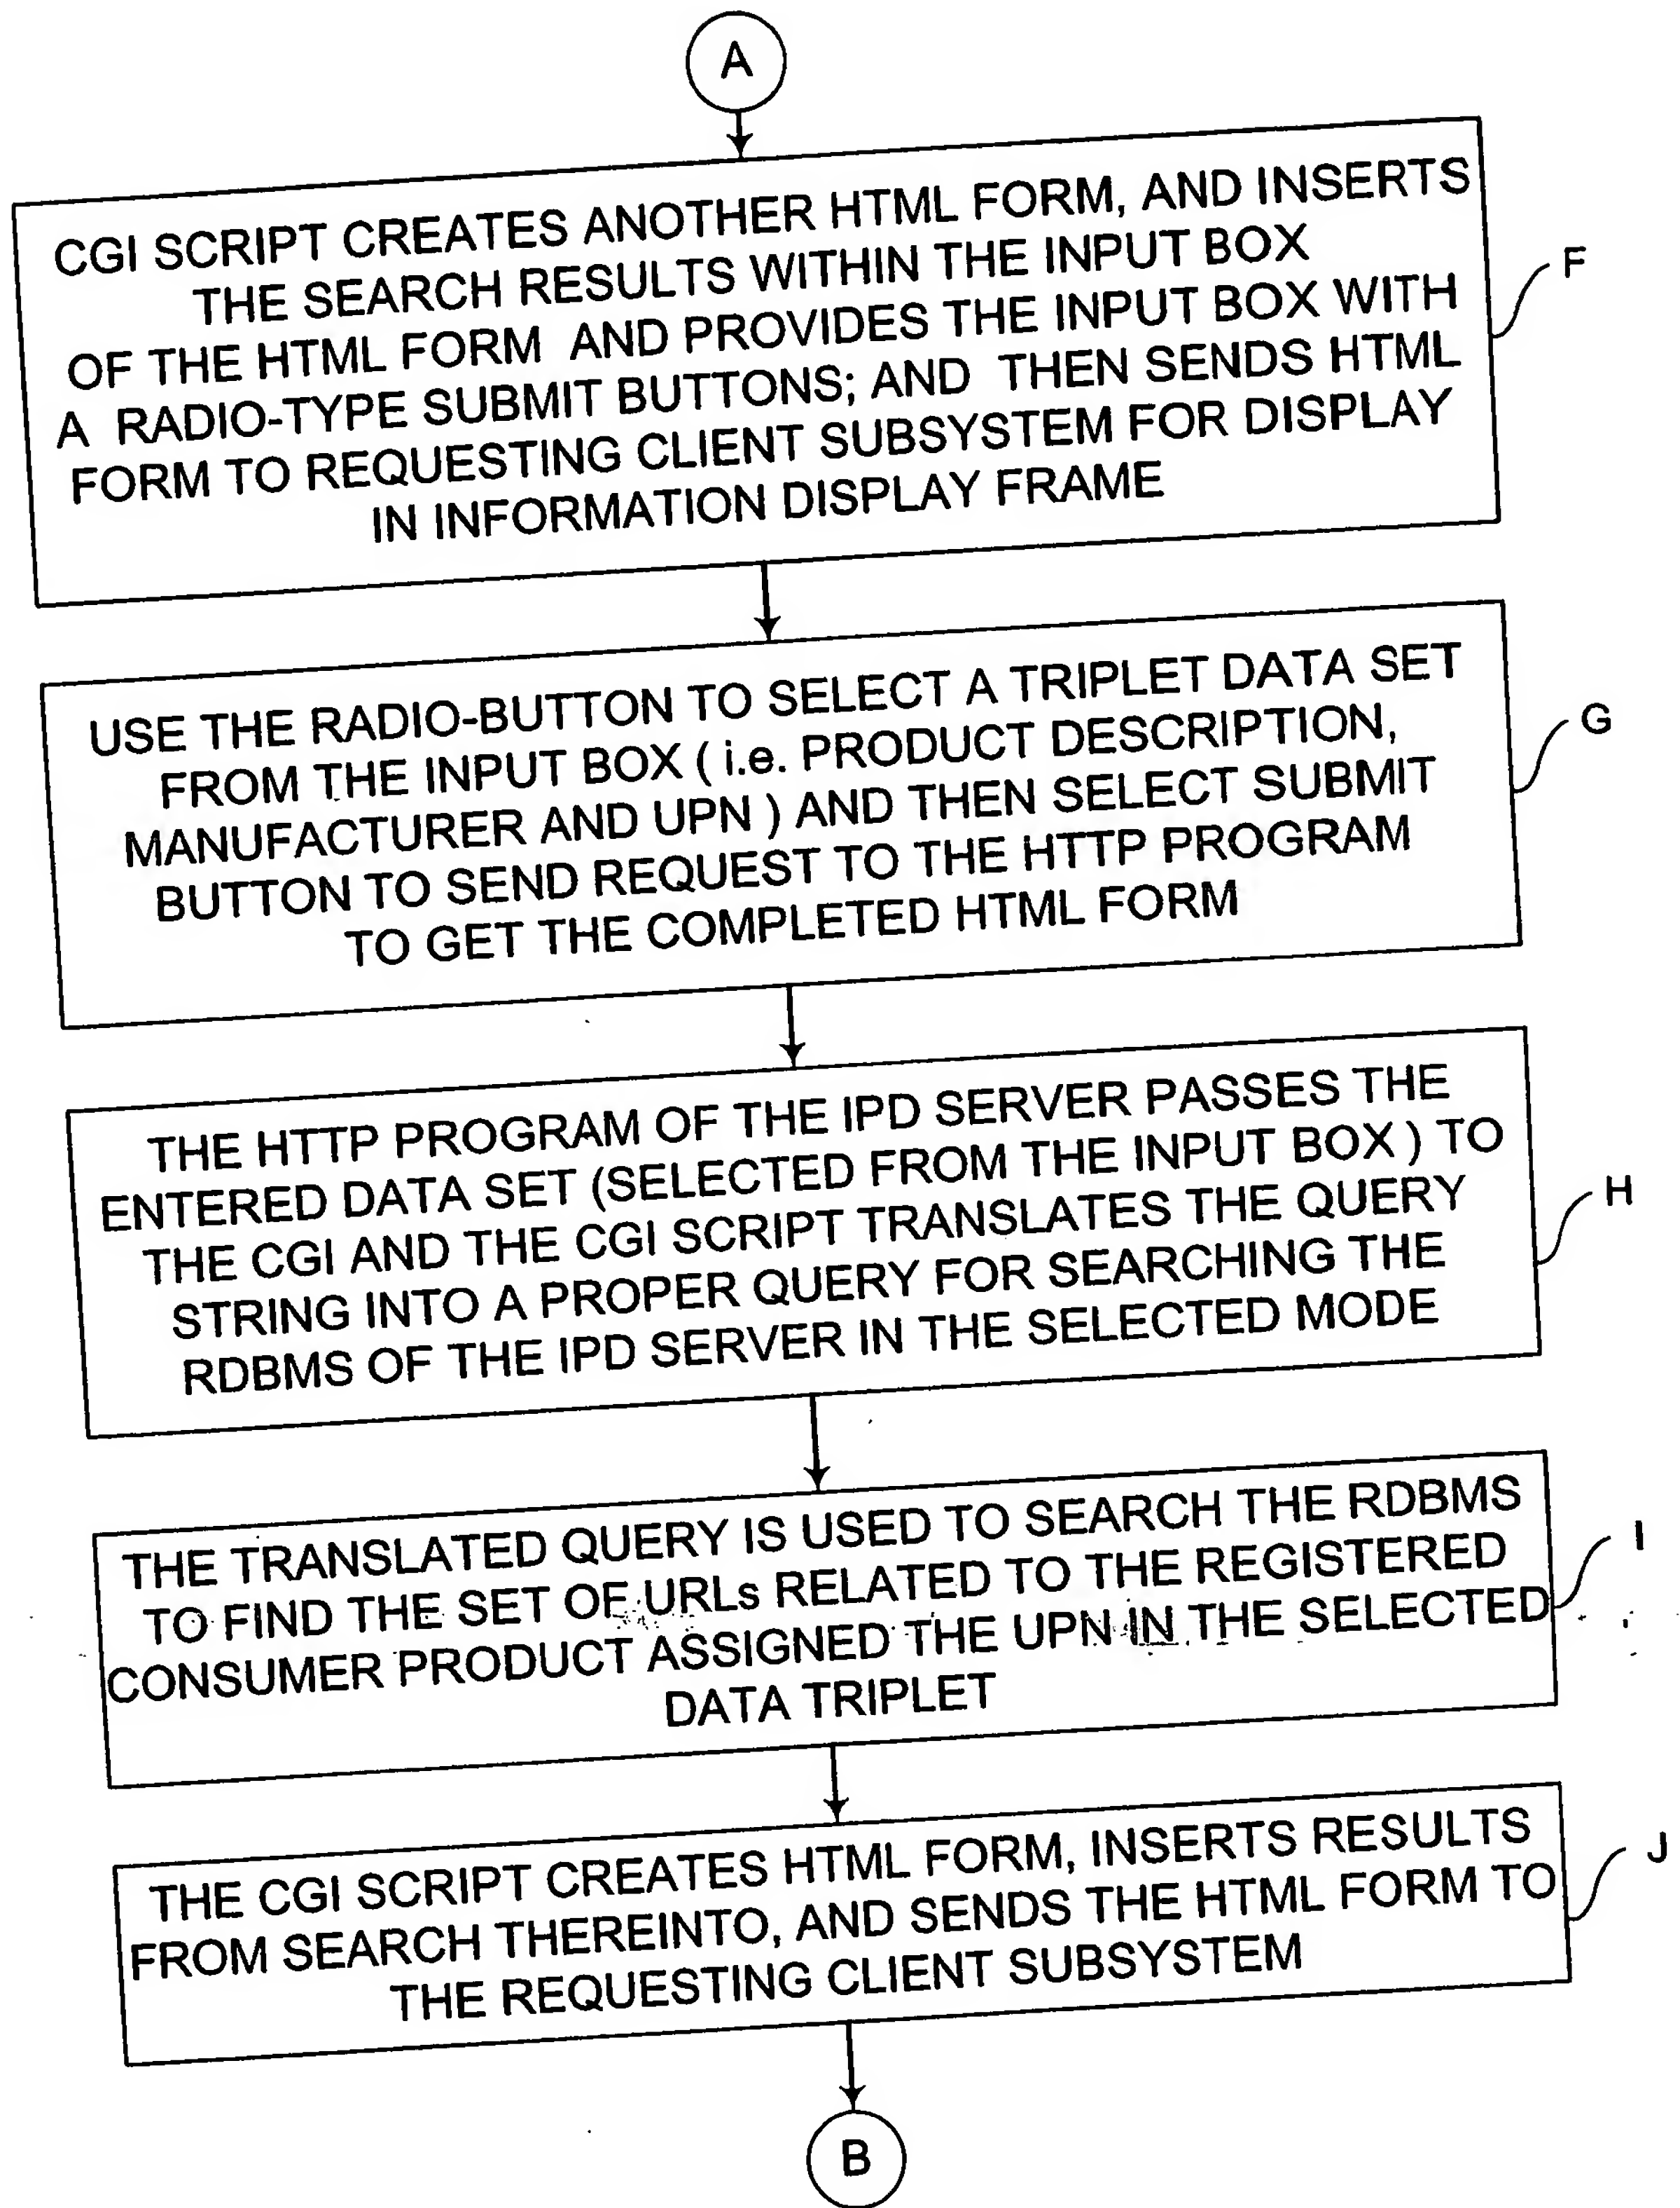 A
CGI SCRIPT CREATES ANOTHER HTML FORM, AND INSERTS
THE SEARCH RESULTS WITHIN THE INPUT BOX
OF THE HTML FORM AND PROVIDES THE INPUT BOX WITH
A RADIO-TYPE SUBMIT BUTTONS; AND THEN SENDS HTML
FORM TO REQUESTING CLIENT SUBSYSTEM FOR DISPLAY
IN INFORMATION DISPLAY FRAME
F
USE THE RADIO-BUTTON TO SELECT A TRIPLET DATA SET
FROM THE INPUT BOX ( i.e. PRODUCT DESCRIPTION,
MANUFACTURER AND UPN ) AND THEN SELECT SUBMIT
BUTTON TO SEND REQUEST TO THE HTTP PROGRAM
TO GET THE COMPLETED HTML FORM
G
THE HTTP PROGRAM OF THE IPD SERVER PASSES THE
ENTERED DATA SET (SELECTED FROM THE INPUT BOX ) TO
THE CGI AND THE CGI SCRIPT TRANSLATES THE QUERY
STRING INTO A PROPER QUERY FOR SEARCHING THE
RDBMS OF THE IPD SERVER IN THE SELECTED MODE
H
THE TRANSLATED QUERY IS USED TO SEARCH THE RDBMS
TO FIND THE SET OF URLs RELATED TO THE REGISTERED
CONSUMER PRODUCT ASSIGNED THE UPN IN THE SELECTED
DATA TRIPLET
I
THE CGI SCRIPT CREATES HTML FORM, INSERTS RESULTS
FROM SEARCH THEREINTO, AND SENDS THE HTML FORM TO
THE REQUESTING CLIENT SUBSYSTEM
J
B